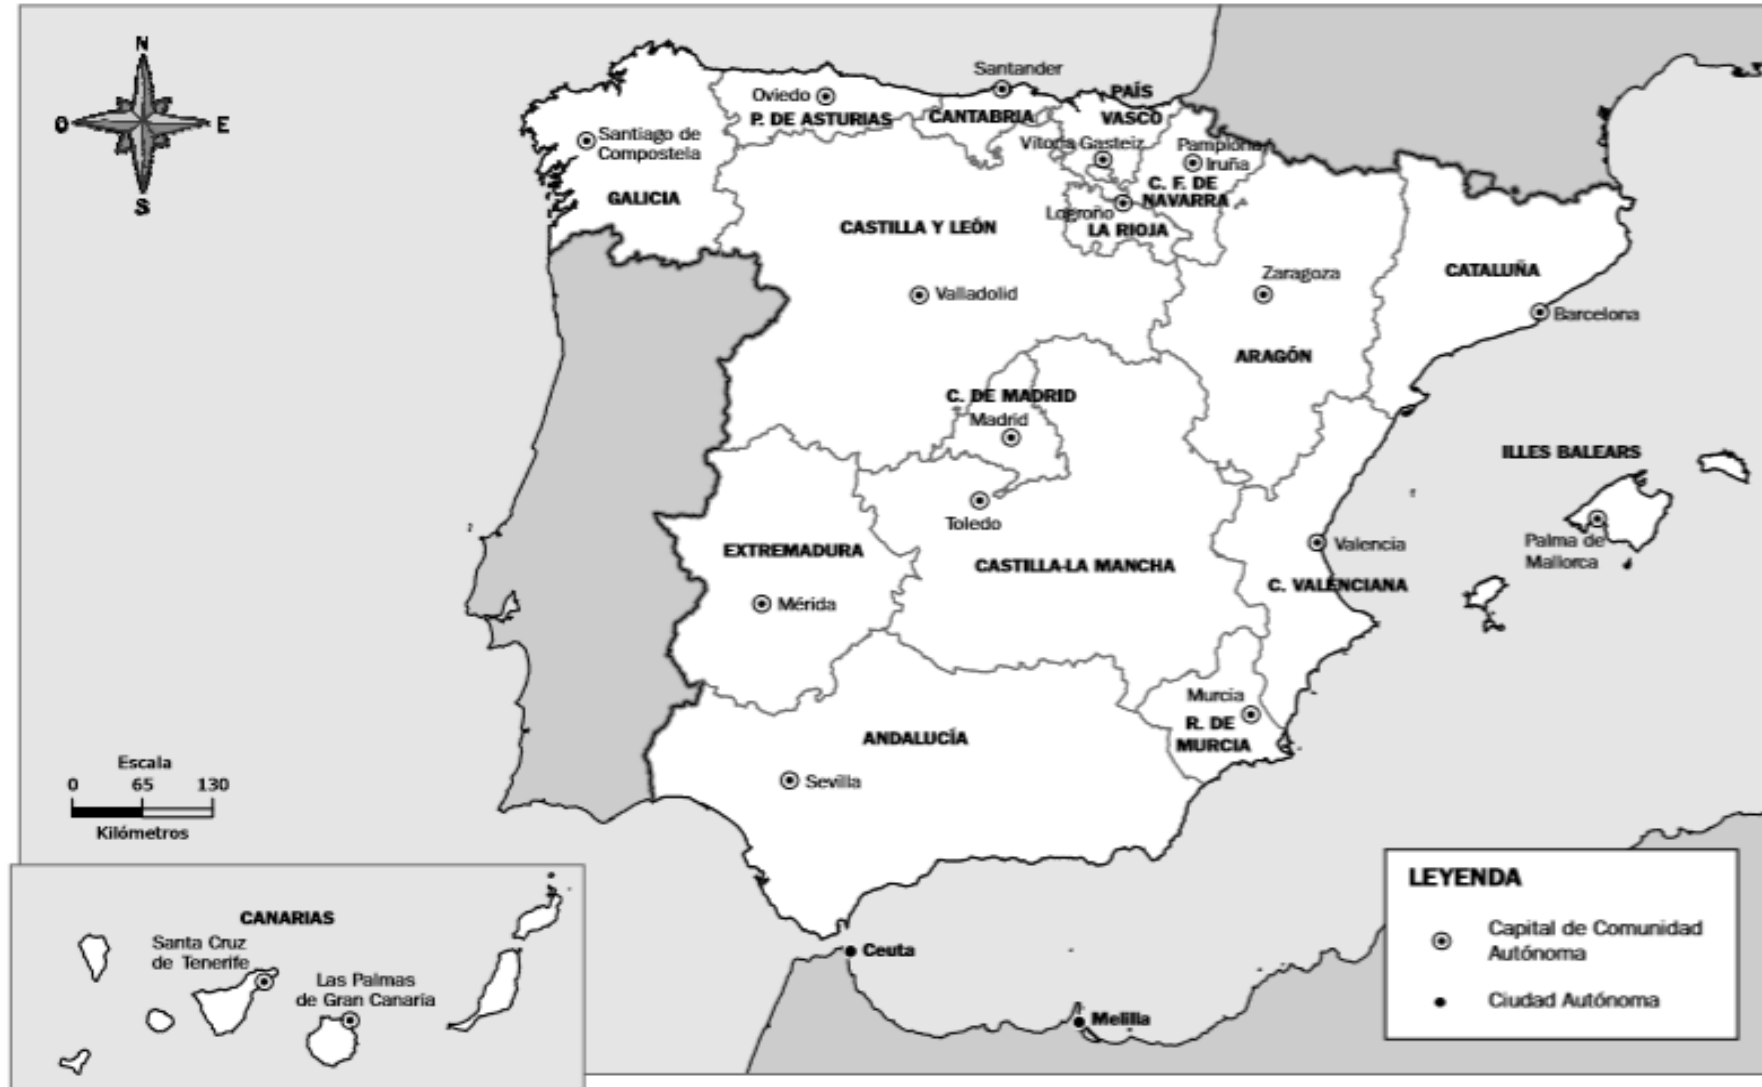 N
O
E
S
Santander
Oviedo
P. DE ASTURIAS
CANTABRIA
PAÍS
VASCO
Santiago de
Compostela
GALICIA
Vitoria Gasteiz
Pamplona
Iruña
C. F. DE
NAVARRA
Logroño
LA RIOJA
CASTILLA Y LEÓN
Valladolid
Zaragoza
ARAGÓN
CATALUÑA
Barcelona
C. DE MADRID
Madrid
Toledo
ILLES BALEARS
Palma de
Mallorca
EXTREMADURA
Mérida
CASTILLA-LA MANCHA
Valencia
C. VALENCIANA
Murcia
R. DE
MURCIA
ANDALUCÍA
Sevilla
Escala
0 65 130
Kilómetros
CANARIAS
Santa Cruz
de Tenerife
Las Palmas
de Gran Canaria
Ceuta
Melilla
LEYENDA
Capital de Comunidad
Autónoma
Ciudad Autónoma